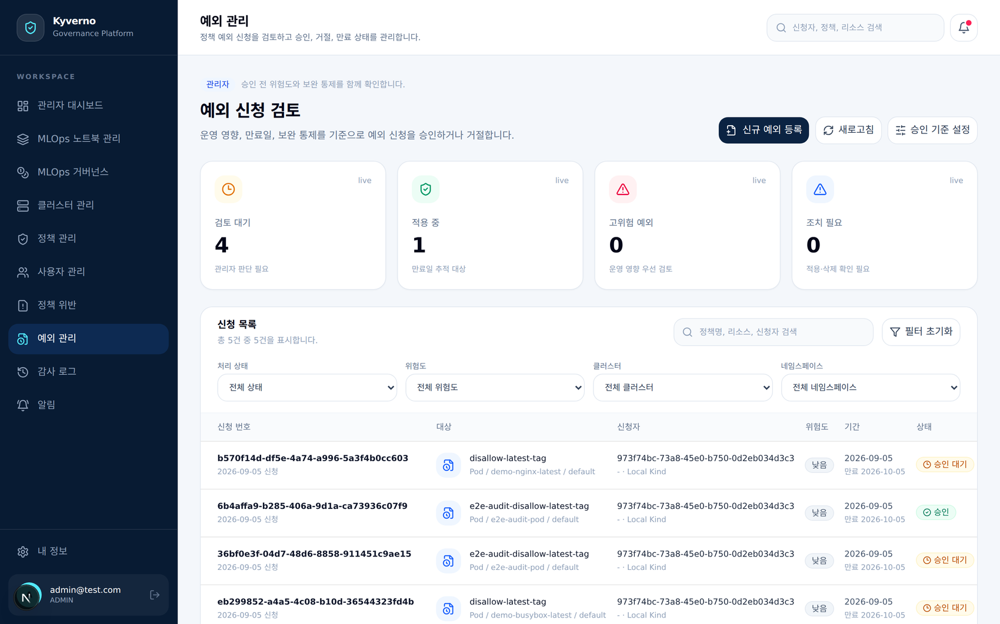 Kyverno
Governance Platform
WORKSPACE
관리자 대시보드
MLOps 노트북 관리
MLOps 거버넌스
클러스터 관리
정책 관리
사용자 관리
정책 위반
예외 관리
감사 로그
알림
내 정보
N
admin@test.com
ADMIN
예외 관리
정책 예외 신청을 검토하고 승인, 거절, 만료 상태를 관리합니다.
신청자, 정책, 리소스 검색
관리자 승인 전 위험도와 보완 통제를 함께 확인합니다.
예외 신청 검토
운영 영향, 만료일, 보완 통제를 기준으로 예외 신청을 승인하거나 거절합니다.
신규 예외 등록
새로고침
승인 기준 설정
live
검토 대기
4
관리자 판단 필요
live
적용 중
1
만료일 추적 대상
live
고위험 예외
0
운영 영향 우선 검토
live
조치 필요
0
적용·삭제 확인 필요
신청 목록
총 5건 중 5건을 표시합니다.
정책명, 리소스, 신청자 검색
필터 초기화
처리 상태
전체 상태
위험도
전체 위험도
클러스터
전체 클러스터
네임스페이스
전체 네임스페이스
신청 번호 대상 신청자 위험도 기간 상태
b570f14d-df5e-4a74-a996-5a3f4b0cc603 disallow-latest-tag 973f74bc-73a8-45e0-b750-0d2eb034d3c3 낮음 2026-09-05 승인 대기
2026-09-05 신청 Pod / demo-nginx-latest / default - · Local Kind 만료 2026-10-05
6b4affa9-b285-406a-9d1a-ca73936c07f9 e2e-audit-disallow-latest-tag 973f74bc-73a8-45e0-b750-0d2eb034d3c3 낮음 2026-09-05 승인
2026-09-05 신청 Pod / e2e-audit-pod / default - · Local Kind 만료 2026-10-05
36bf0e3f-04d7-48d6-8858-911451c9ae15 e2e-audit-disallow-latest-tag 973f74bc-73a8-45e0-b750-0d2eb034d3c3 낮음 2026-09-05 승인 대기
2026-09-05 신청 Pod / e2e-audit-pod / default - · Local Kind 만료 2026-10-05
eb299852-a4a5-4c08-b10d-36544323fd4b disallow-latest-tag 973f74bc-73a8-45e0-b750-0d2eb034d3c3 낮음 2026-09-05 승인 대기
2026-09-05 신청 Pod / demo-busybox-latest / default - · Local Kind 만료 2026-10-05